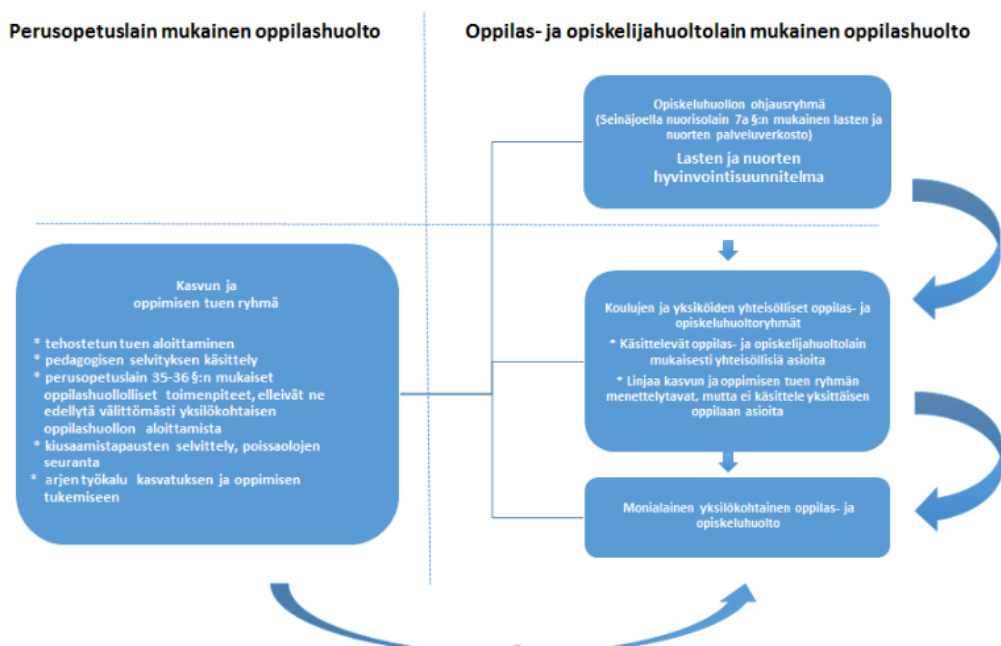 Perusopetuslain mukainen oppilashuolto
Oppilas- ja opiskelijahuoltolain mukainen oppilashuolto
Opiskeluhuollon ohjausryhmä
(Seinäjoella nuorisolain 7a §:n mukainen lasten ja
nuorten palveluverkosto)
Lasten ja nuorten
hyvinvointisuunnitelma
Kasvun ja
oppimisen tuen ryhmä
* tehostetun tuen aloittaminen
* pedagogisen selvityksen käsittely
* perusopetuslain 35-36 §:n mukaiset
oppilashuollolliset toimenpiteet, elleivät ne
edellytä välittömästi yksilökohtaisen
oppilashuollon aloittamista
* kiusaamistapausten selvittely, poissaolojen
seuranta
* arjen työkalu kasvatuksen ja oppimisen
tukemiseen
Koulujen ja yksiköiden yhteisölliset oppilas- ja
opiskeluhuoltoryhmät
* Käsittelevät oppilas- ja opiskelijahuoltolain
mukaisesti yhteisöllisiä asioita
* Linjaa kasvun ja oppimisen tuen ryhmän
menettelytavat, mutta ei käsittele yksittäisen
oppilaan asioita
Monialainen yksilökohtainen oppilas- ja
opiskeluhuolto